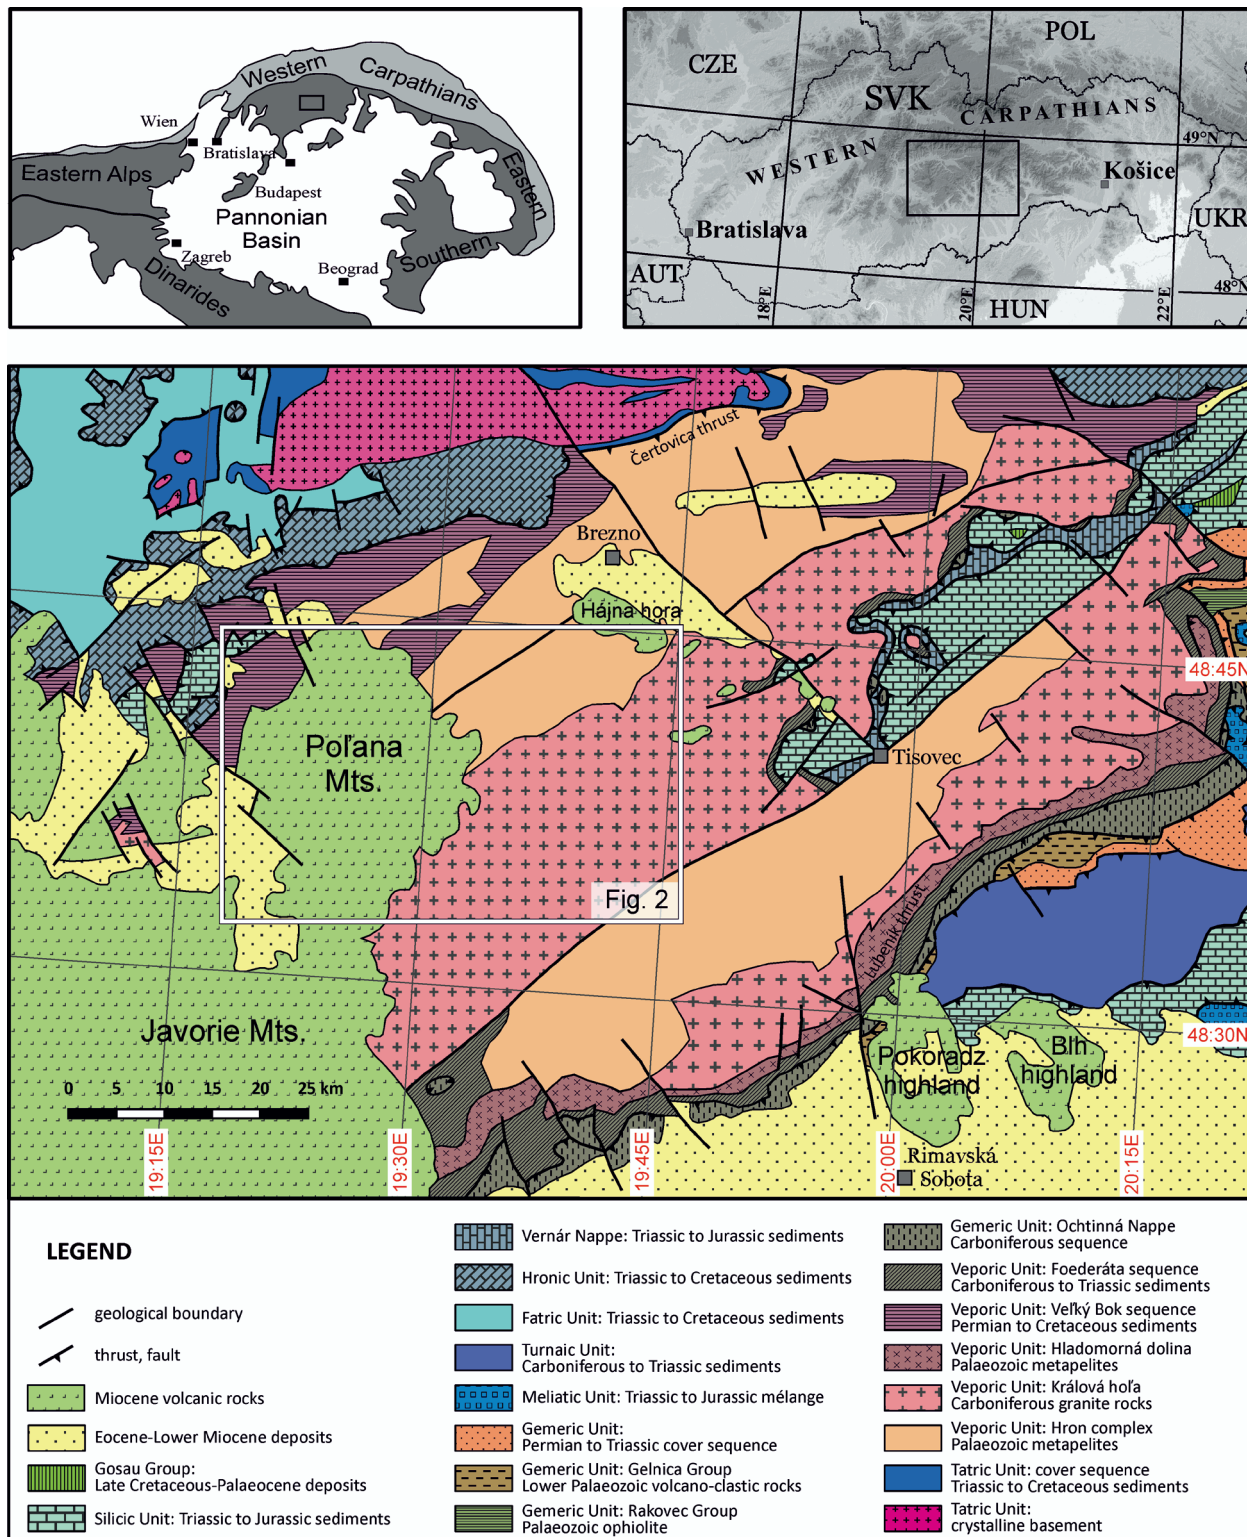 Western
Carpathians
Wien
Bratislava
Eastern Alps
Budapest
Eastern
Pannonian
Basin
Zagreb
Southern
Beograd
Dinarides
POL
CZE
SVK
CARPATHIANS
49°N
WESTERN
Košice
Bratislava
UKR
AUT
48°N
18°E
20°E
22°E
HUN
Čertovica thrust
Brezno
Hájna hora
48:45N
Poľana
Mts.
Tisovec
Fig. 2
Lubeník thrust
Javorie Mts.
48:30N
Pokoradz
highland
Blh
highland
0 5 10 15 20 25 km
19:15E
19:30E
19:45E
20:00E
20:15E
Rimavská
Sobota
LEGEND
geological boundary
thrust, fault
Miocene volcanic rocks
Eocene-Lower Miocene deposits
Gosau Group:
Late Cretaceous-Palaeocene deposits
Silicic Unit: Triassic to Jurassic sediments
Vernár Nappe: Triassic to Jurassic sediments
Hronic Unit: Triassic to Cretaceous sediments
Fatric Unit: Triassic to Cretaceous sediments
Turnaic Unit:
Carboniferous to Triassic sediments
Meliatic Unit: Triassic to Jurassic mélange
Gemeric Unit:
Permian to Triassic cover sequence
Gemeric Unit: Gelnica Group
Lower Palaeozoic volcano-clastic rocks
Gemeric Unit: Rakovec Group
Palaeozoic ophiolite
Gemeric Unit: Ochtinná Nappe
Carboniferous sequence
Veporic Unit: Foederáta sequence
Carboniferous to Triassic sediments
Veporic Unit: Veľký Bok sequence
Permian to Cretaceous sediments
Veporic Unit: Hladomorná dolina
Palaeozoic metapelites
Veporic Unit: Králová hoľa
Carboniferous granite rocks
Veporic Unit: Hron complex
Palaeozoic metapelites
Tatric Unit: cover sequence
Triassic to Cretaceous sediments
Tatric Unit:
crystalline basement